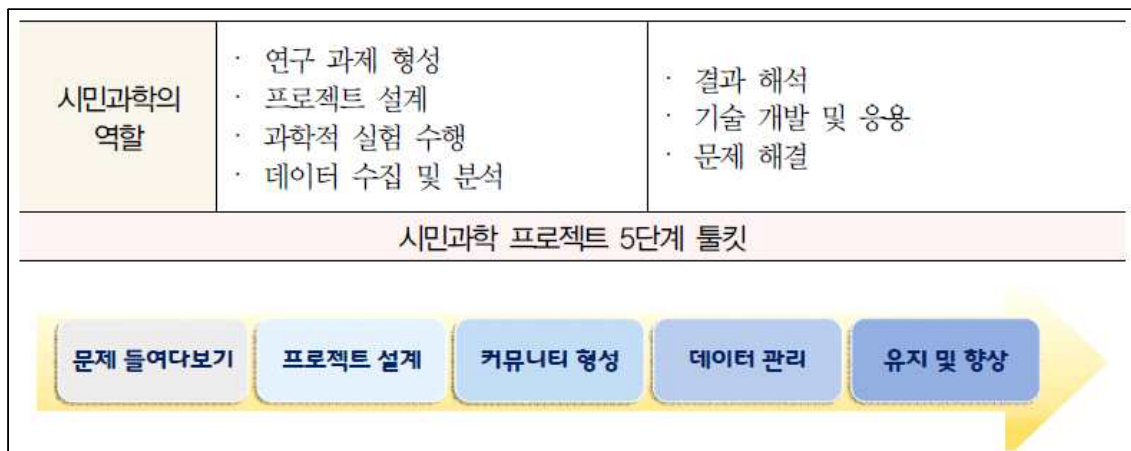 시민과학의
역할
· 연구 과제 형성
· 프로젝트 설계
· 과학적 실험 수행
· 데이터 수집 및 분석
· 결과 해석
· 기술 개발 및 응용
· 문제 해결
시민과학 프로젝트 5단계 툴킷
문제 들여다보기
프로젝트 설계
커뮤니티 형성
데이터 관리
유지 및 향상